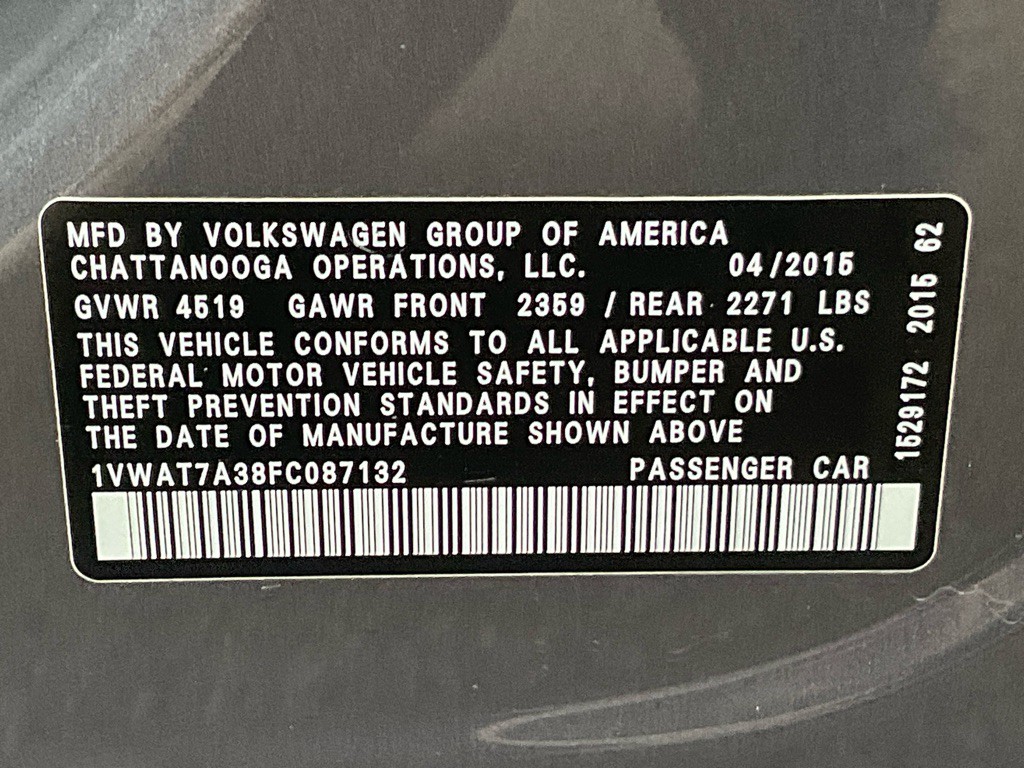 MFD BY VOLKSWAGEN GROUP OF AMERICA
CHATTANOOGA OPERATIONS, LLC. 04/2015
GVWR 4519 GAWR FRONT 2359 / REAR 2271 LBS
THIS VEHICLE CONFORMS TO ALL APPLICABLE U.S.
FEDERAL MOTOR VEHICLE SAFETY, BUMPER AND
THEFT PREVENTION STANDARDS IN EFFECT ON
THE DATE OF MANUFACTURE SHOWN ABOVE
1VWAT7A38FC087132 PASSENGER CAR
1529172 2015 62